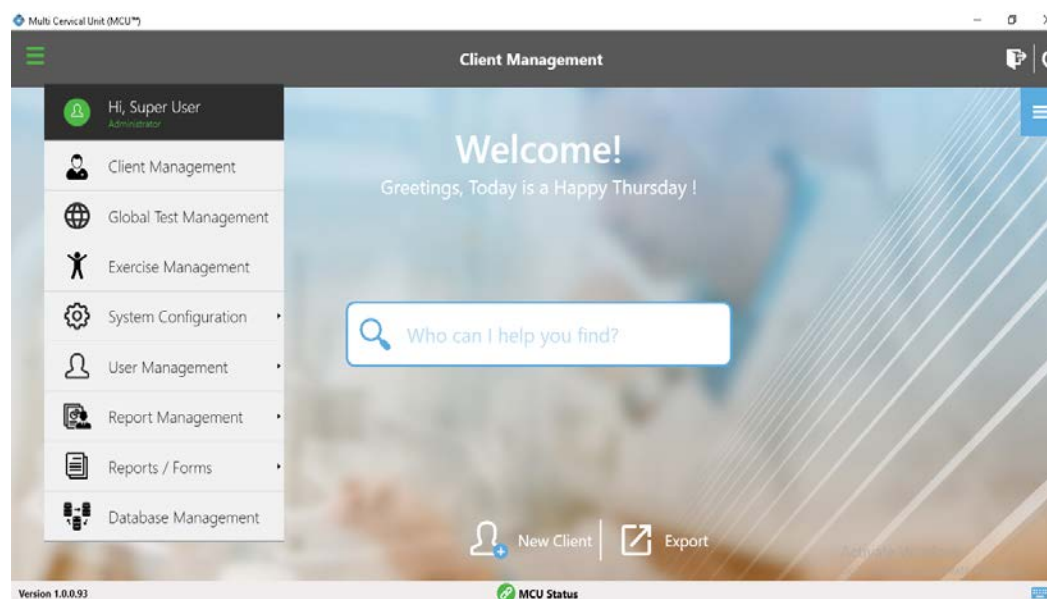 Multi Cervical Unit (MCU™)
Client Management
Hi, Super User
Administrator
Client Management
Global Test Management
Exercise Management
System Configuration
User Management
Report Management
Reports / Forms
Database Management
Welcome!
Greetings, Today is a Happy Thursday !
Who can I help you find?
New Client
Export
Version 1.0.0.93
MCU Status